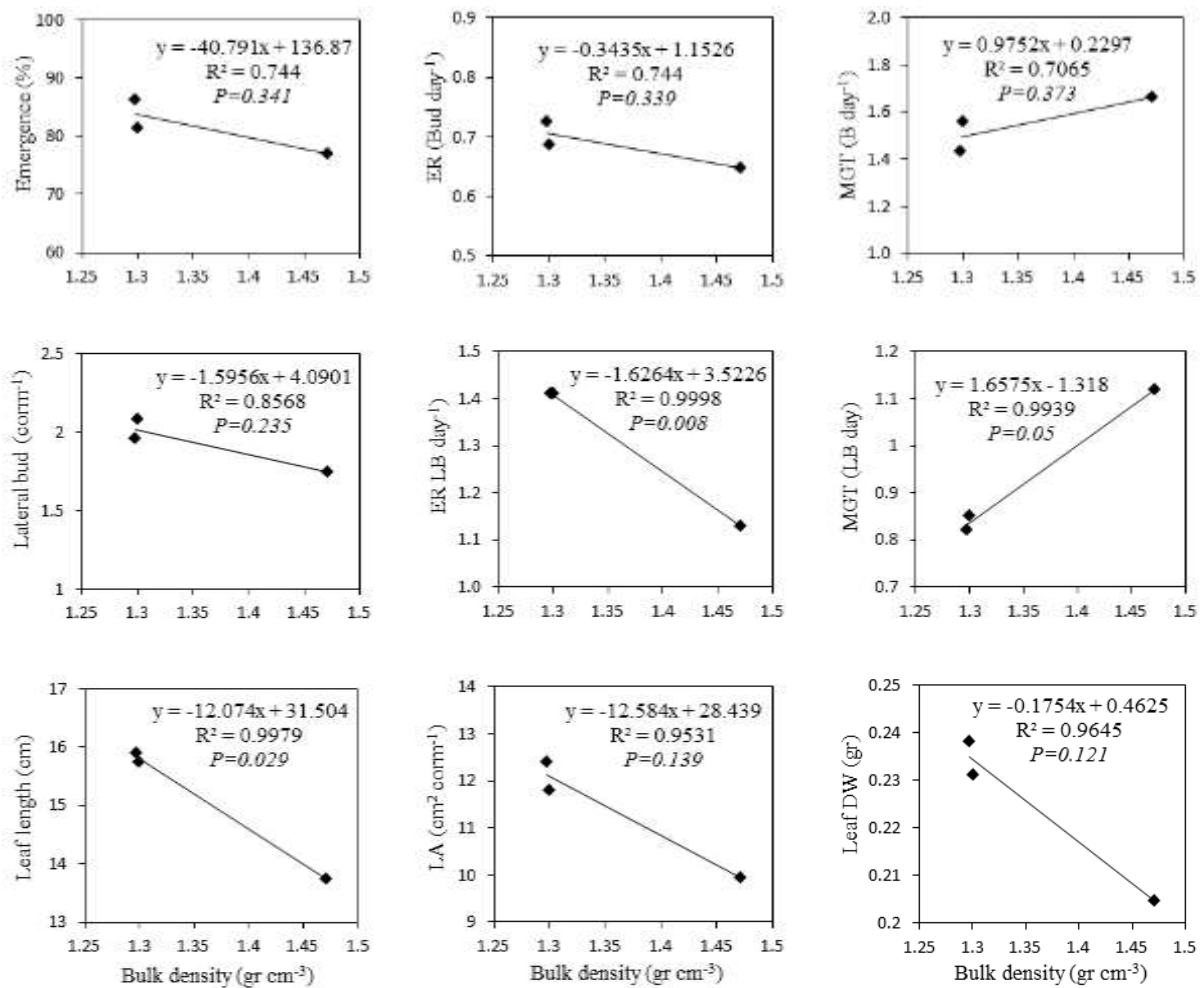 100
90
80
70
60
Emergence (%)
y = -40.791x + 136.87
R² = 0.744
P=0.341
1.25 1.3 1.35 1.4 1.45 1.5
0.9
0.8
0.7
0.6
0.5
ER (Bud day⁻¹)
y = -0.3435x + 1.1526
R² = 0.744
P=0.339
1.25 1.3 1.35 1.4 1.45 1.5
2.0
1.8
1.6
1.4
1.2
1.0
MGT (B day⁻¹)
y = 0.9752x + 0.2297
R² = 0.7065
P=0.373
1.25 1.3 1.35 1.4 1.45 1.5
2.5
2
1.5
1
Lateral bud (corm⁻¹)
y = -1.5956x + 4.0901
R² = 0.8568
P=0.235
1.25 1.3 1.35 1.4 1.45 1.5
1.5
1.4
1.3
1.2
1.1
1.0
ER LB day⁻¹)
y = -1.6264x + 3.5226
R² = 0.9998
P=0.008
1.25 1.3 1.35 1.4 1.45 1.5
1.2
1.1
1
0.9
0.8
0.7
MGT (LB day)
y = 1.6575x - 1.318
R² = 0.9939
P=0.05
1.25 1.3 1.35 1.4 1.45 1.5
17
16
15
14
13
Leaf length (cm)
y = -12.074x + 31.504
R² = 0.9979
P=0.029
1.25 1.3 1.35 1.4 1.45 1.5
Bulk density (gr cm⁻³)
14
13
12
11
10
9
LA (cm² corm⁻¹)
y = -12.584x + 28.439
R² = 0.9531
P=0.139
1.25 1.3 1.35 1.4 1.45 1.5
Bulk density (gr cm⁻³)
0.25
0.24
0.23
0.22
0.21
0.2
Leaf DW (gr)
y = -0.1754x + 0.4625
R² = 0.9645
P=0.121
1.25 1.3 1.35 1.4 1.45 1.5
Bulk density (gr cm⁻³)